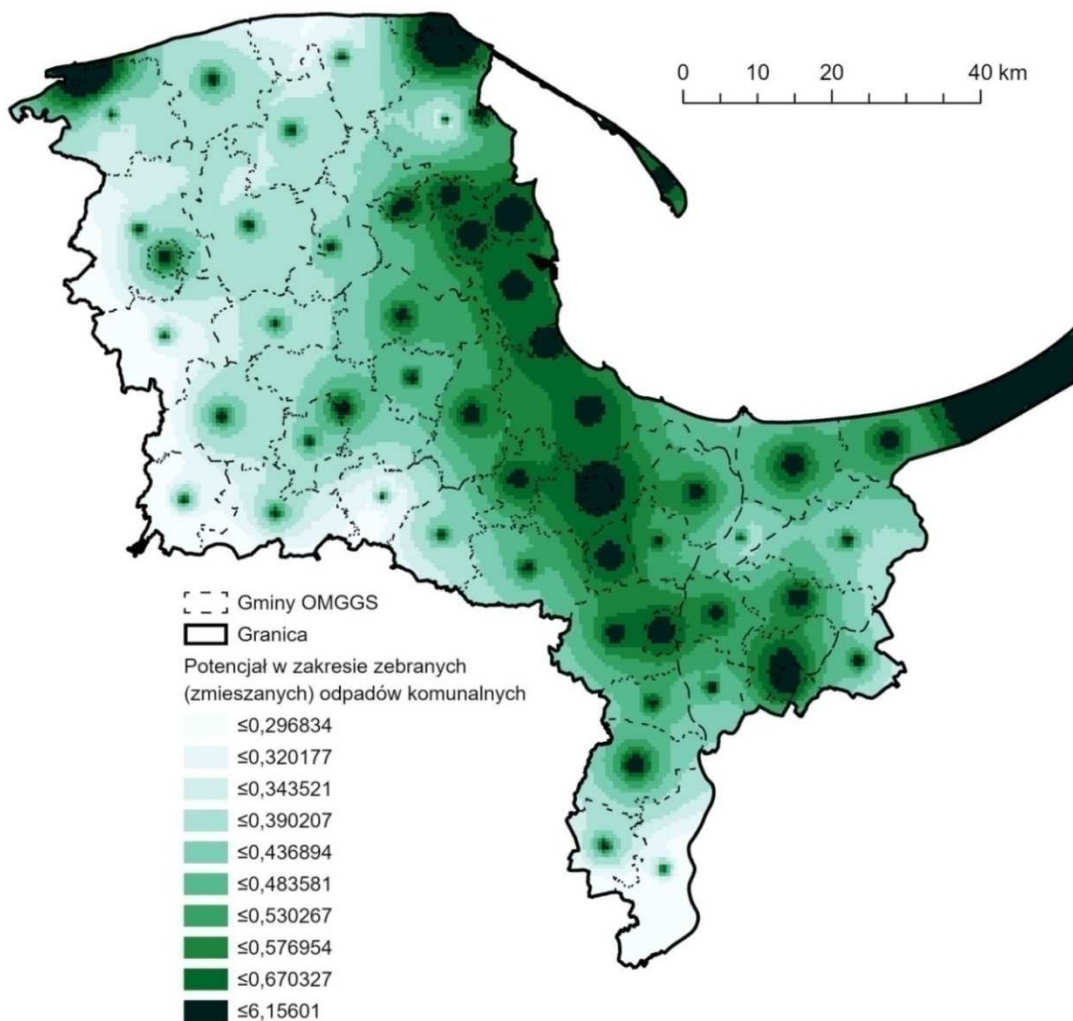 0 10 20 40 km
Gminy OMGGS
Granica
Potencjał w zakresie zebranych
(zmieszanych) odpadów komunalnych
≤0,296834
≤0,320177
≤0,343521
≤0,390207
≤0,436894
≤0,483581
≤0,530267
≤0,576954
≤0,670327
≤6,15601